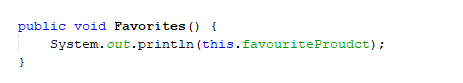 public void Favorites() {
    System.out.println(this.favouriteProudct);
}